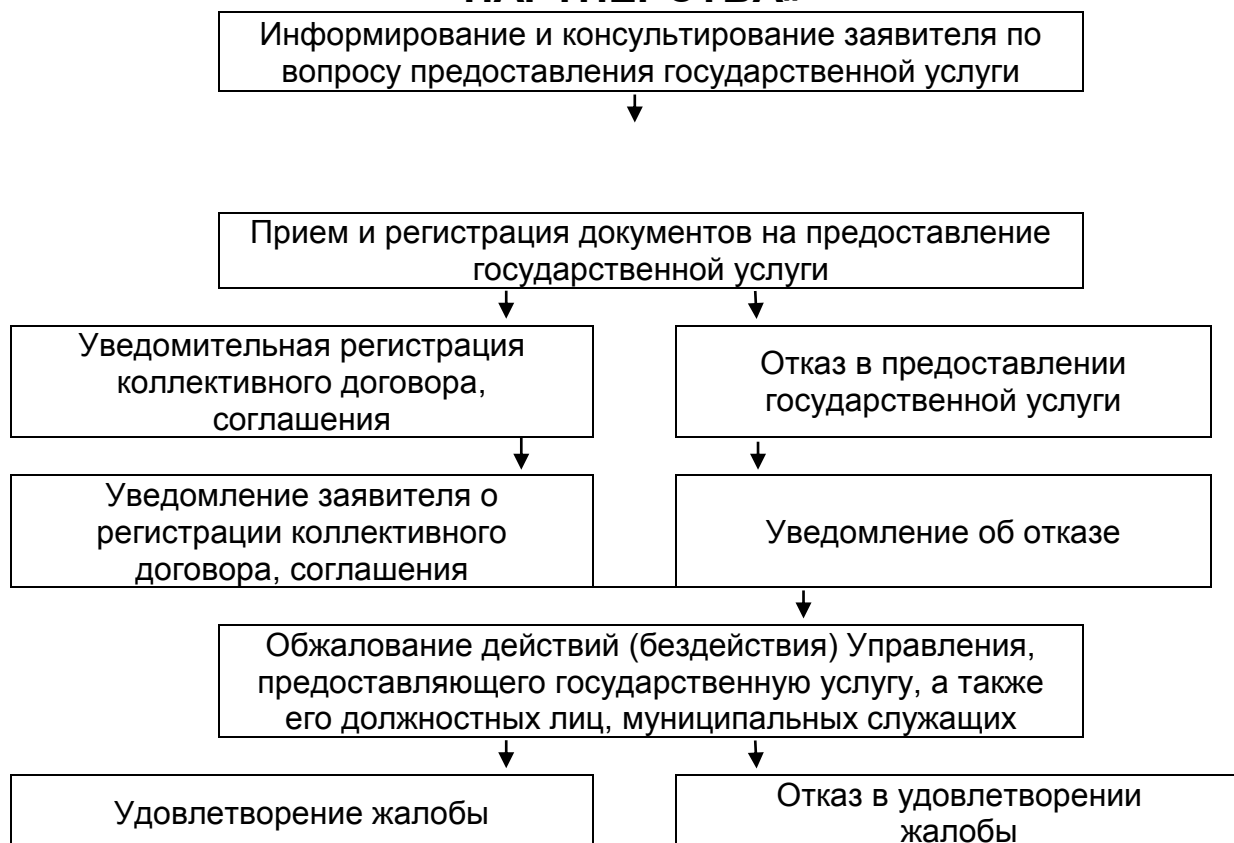 Информирование и консультирование заявителя по
вопросу предоставления государственной услуги
Прием и регистрация документов на предоставление
государственной услуги
Уведомительная регистрация
коллективного договора,
соглашения
Отказ в предоставлении
государственной услуги
Уведомление заявителя о
регистрации коллективного
договора, соглашения
Уведомление об отказе
Обжалование действий (бездействия) Управления,
предоставляющего государственную услугу, а также
его должностных лиц, муниципальных служащих
Удовлетворение жалобы
Отказ в удовлетворении
жалобы